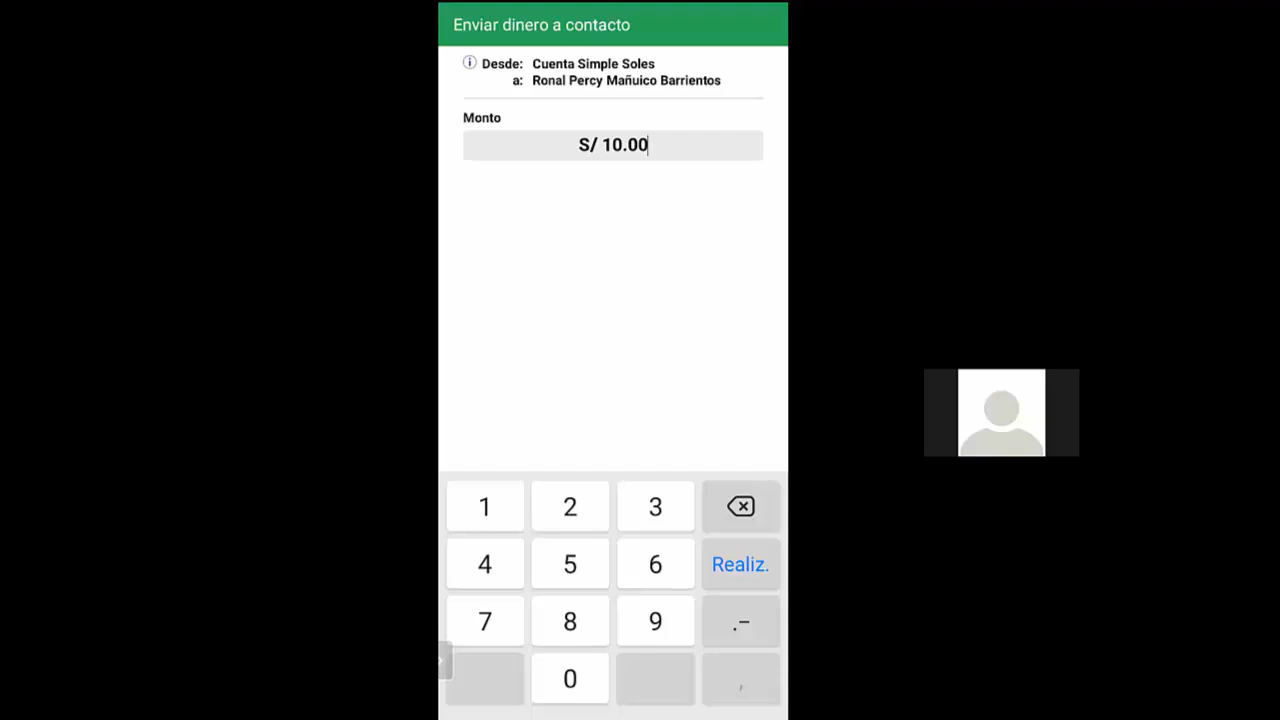 Enviar dinero a contacto
Desde: Cuenta Simple Soles
a: Ronal Percy Mañuico Barrientos
Monto
S/ 10.00
1 2 3
4 5 6 Realiz.
7 8 9 .-
0 ,